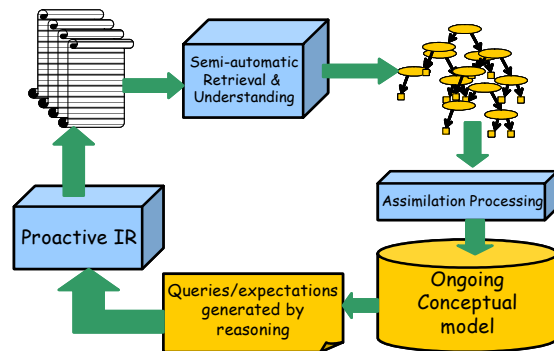 Semi-automatic
Retrieval &
Understanding
Assimilation Processing
Proactive IR
Queries/expectations
generated by
reasoning
Ongoing
Conceptual
model